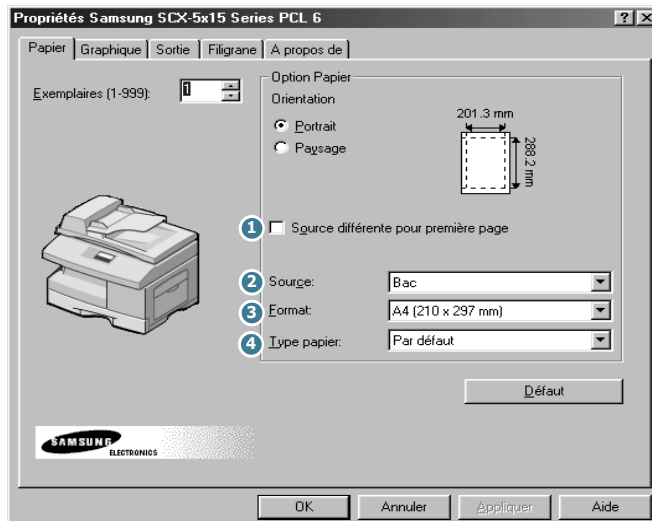 Propriétés Samsung SCX-5x15 Series PCL 6
Papier Graphique Sortie Filigrane A propos de
Exemplaires (1-999): 1
Option Papier
Orientation
Portrait
Paysage
201.3 mm
288.2 mm
1 Source différente pour première page
2 Source: Bac
3 Format: A4 (210 x 297 mm)
4 Type papier: Par défaut
Défaut
SAMSUNG
ELECTRONICS
OK Annuler Appliquer Aide